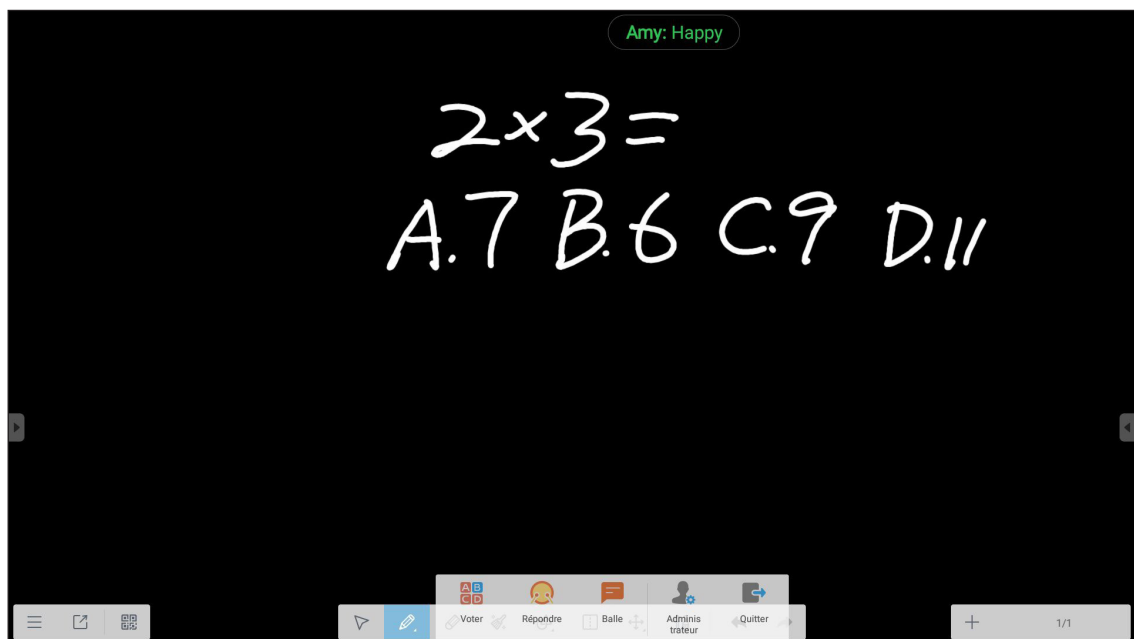 Amy: Happy
2×3=
A.7 B.6 C.9 D.11
A B
C D
Voter Répondre Balle Adminis Quitter
trateur
1/1